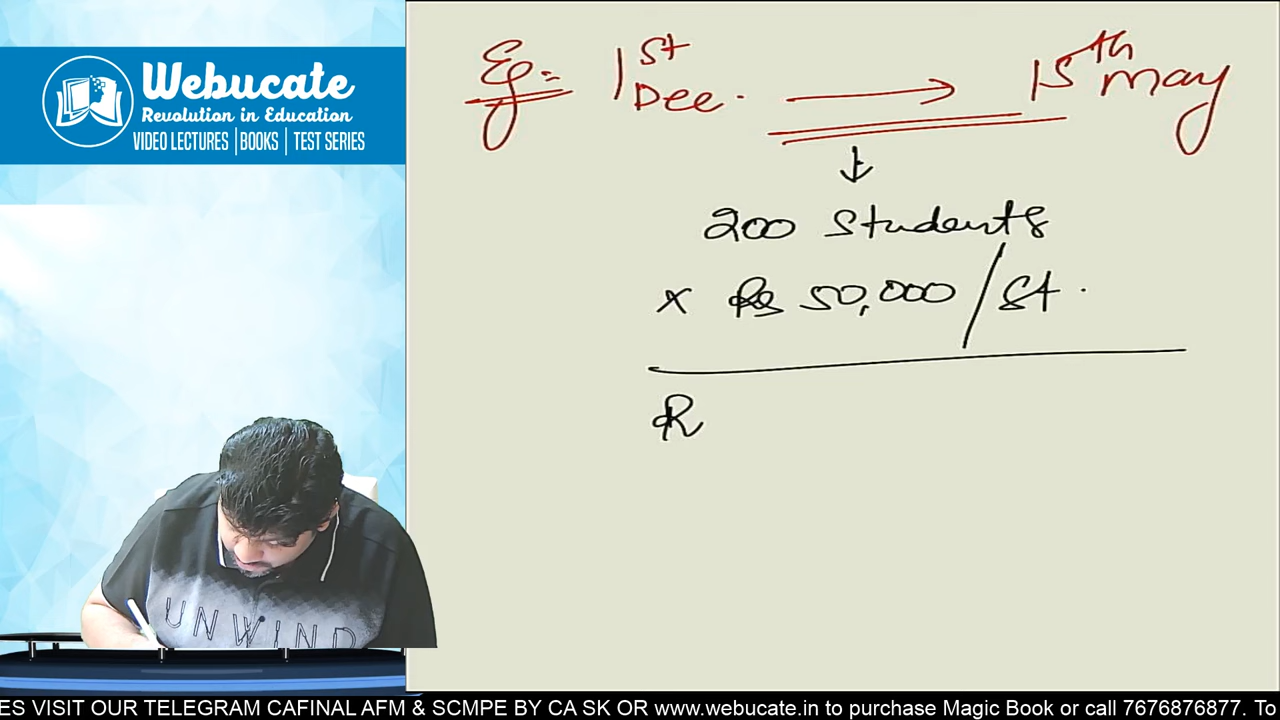 Webucate
Revolution in Education
VIDEO LECTURES | BOOKS | TEST SERIES
Eg:- 1st Dec. → 15th May
200 Students
x Rs 50,000/St.
R
UNWIND
ES VISIT OUR TELEGRAM CAFINAL AFM & SCMPE BY CA SK OR www.webucate.in to purchase Magic Book or call 7676876877. To